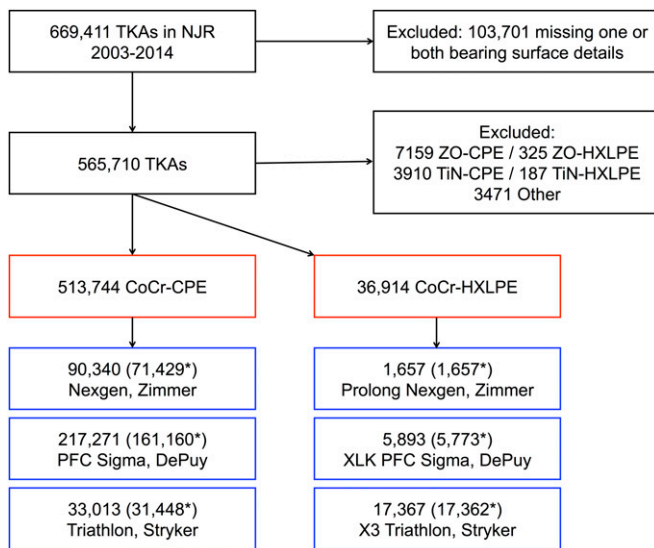 669,411 TKAs in NJR
2003-2014
Excluded: 103,701 missing one or
both bearing surface details
565,710 TKAs
Excluded:
7159 ZO-CPE / 325 ZO-HXLPE
3910 TiN-CPE / 187 TiN-HXLPE
3471 Other
513,744 CoCr-CPE
36,914 CoCr-HXLPE
90,340 (71,429*)
Nexgen, Zimmer
1,657 (1,657*)
Prolong Nexgen, Zimmer
217,271 (161,160*)
PFC Sigma, DePuy
5,893 (5,773*)
XLK PFC Sigma, DePuy
33,013 (31,448*)
Triathlon, Stryker
17,367 (17,362*)
X3 Triathlon, Stryker